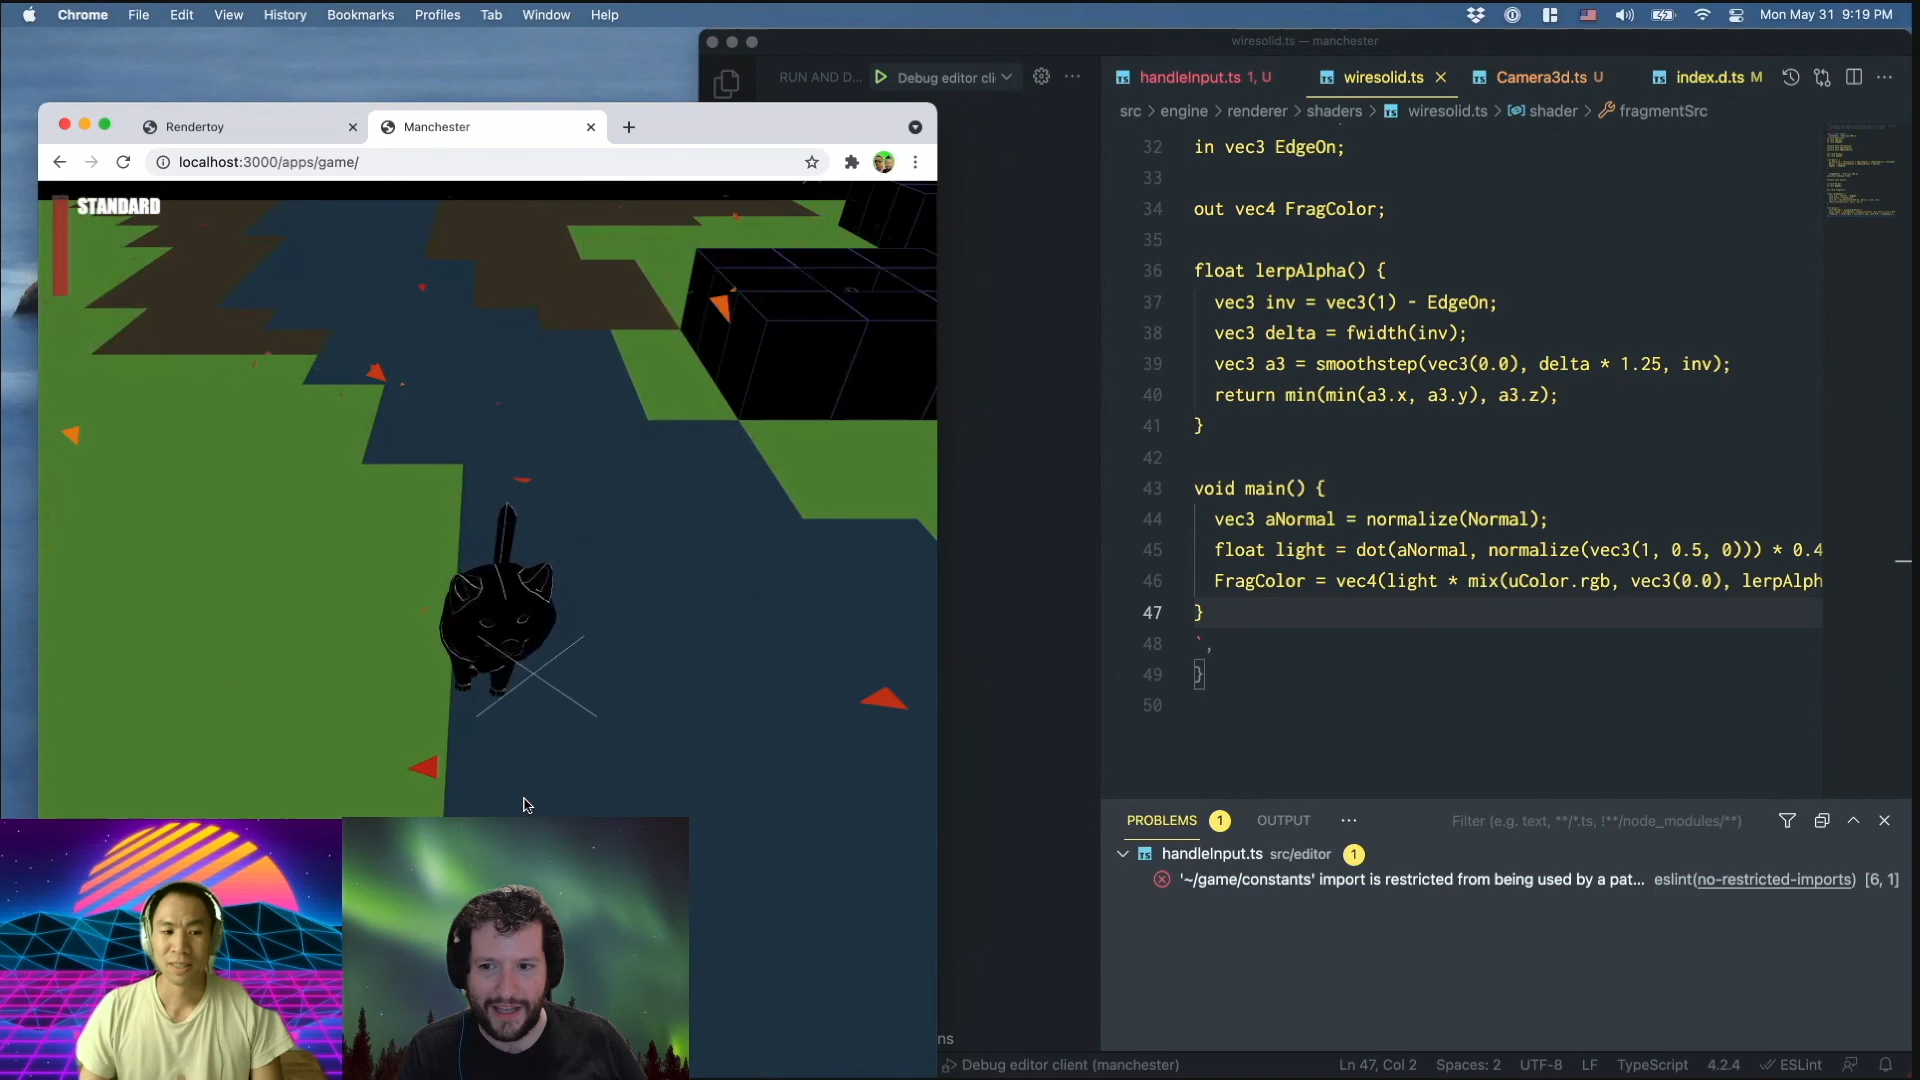 Chrome File Edit View History Bookmarks Profiles Tab Window Help
Mon May 31 9:19 PM
wiresolid.ts — manchester
RUN AND D... Debug editor cli
handleInput.ts 1, U
wiresolid.ts
Camera3d.ts U
index.d.ts M
src > engine > renderer > shaders > wiresolid.ts > shader > fragmentSrc
Rendertoy
Manchester
localhost:3000/apps/game/
STANDARD
32 in vec3 EdgeOn;
33
34 out vec4 FragColor;
35
36 float lerpAlpha() {
37 vec3 inv = vec3(1) - EdgeOn;
38 vec3 delta = fwidth(inv);
39 vec3 a3 = smoothstep(vec3(0.0), delta * 1.25, inv);
40 return min(min(a3.x, a3.y), a3.z);
41 }
42
43 void main() {
44 vec3 aNormal = normalize(Normal);
45 float light = dot(aNormal, normalize(vec3(1, 0.5, 0))) * 0.4
46 FragColor = vec4(light * mix(uColor.rgb, vec3(0.0), lerpAlph
47 }
48 `,
49 }
50
PROBLEMS 1 OUTPUT ...
Filter (e.g. text, **/*.ts, !**/node_modules/**)
handleInput.ts src/editor 1
'~/game/constants' import is restricted from being used by a pat... eslint(no-restricted-imports) [6, 1]
ns
Debug editor client (manchester)
Ln 47, Col 2 Spaces: 2 UTF-8 LF TypeScript 4.2.4 ESLint